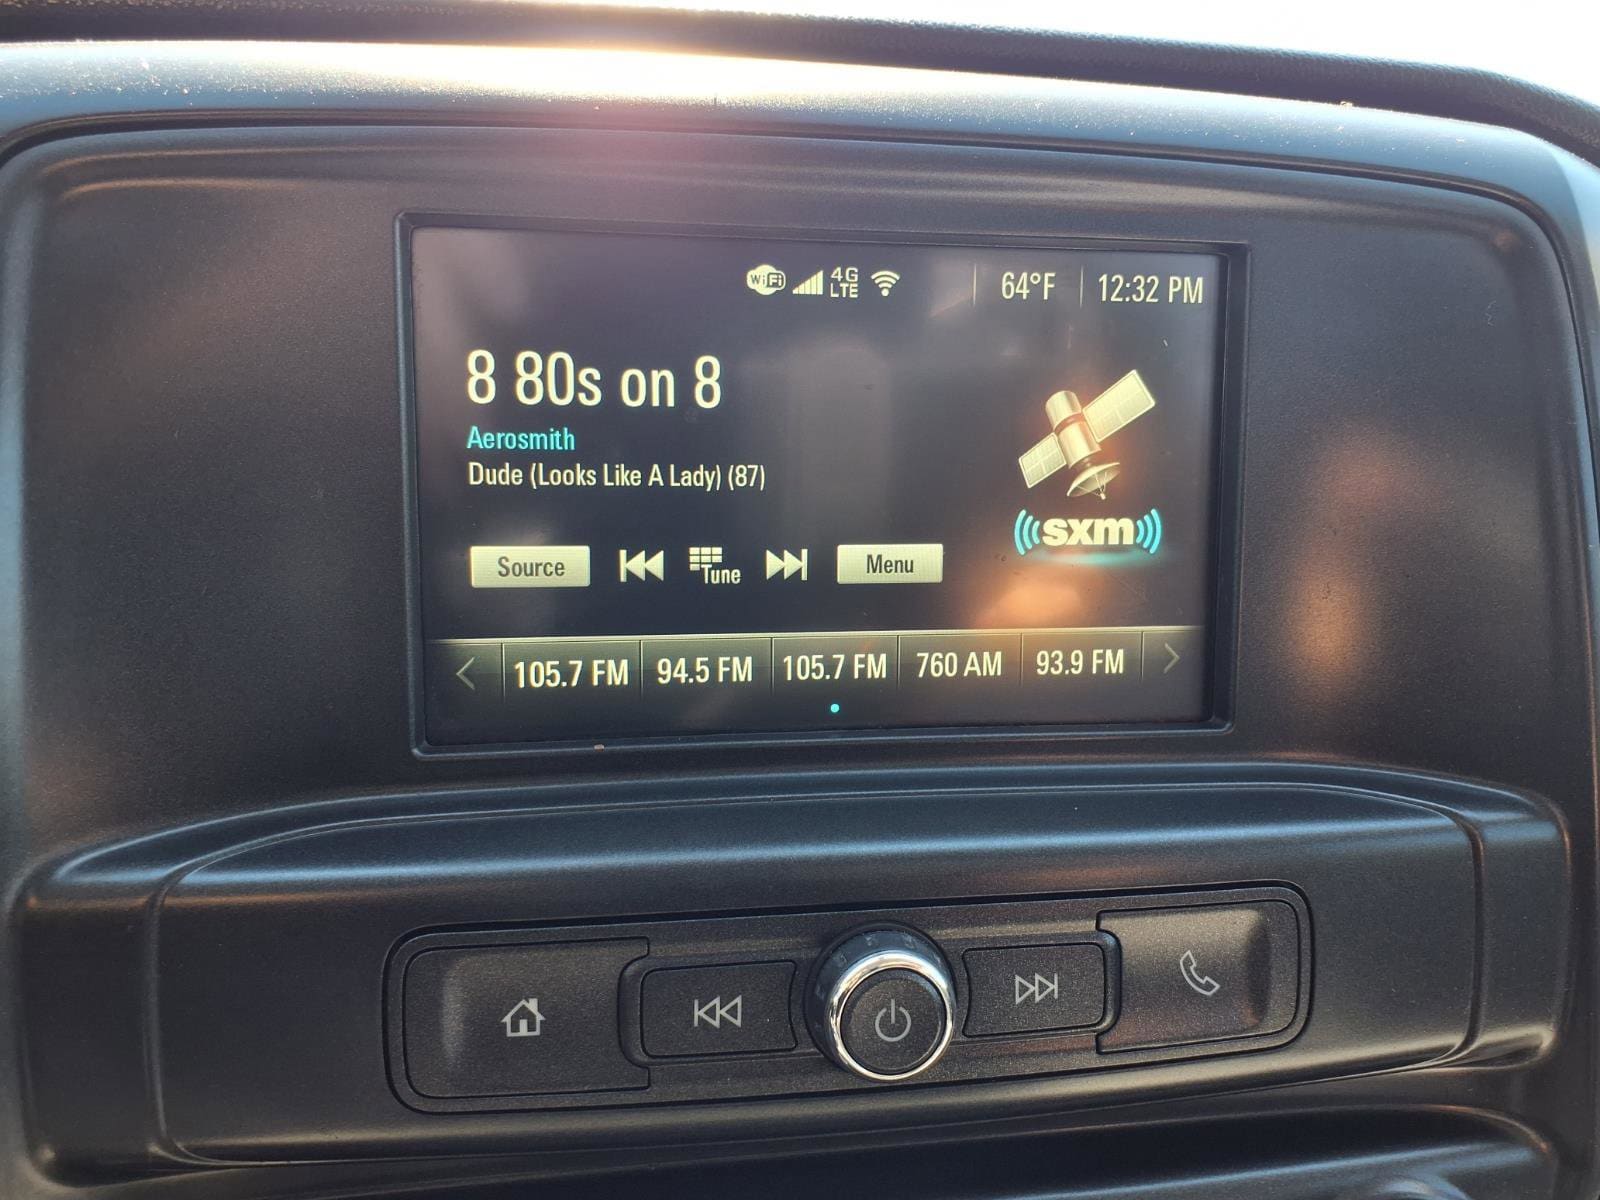 WiFi 4G LTE 64°F 12:32 PM
8 80s on 8
Aerosmith
Dude (Looks Like A Lady) (87)
sxm
Source Tune Menu
105.7 FM 94.5 FM 105.7 FM 760 AM 93.9 FM